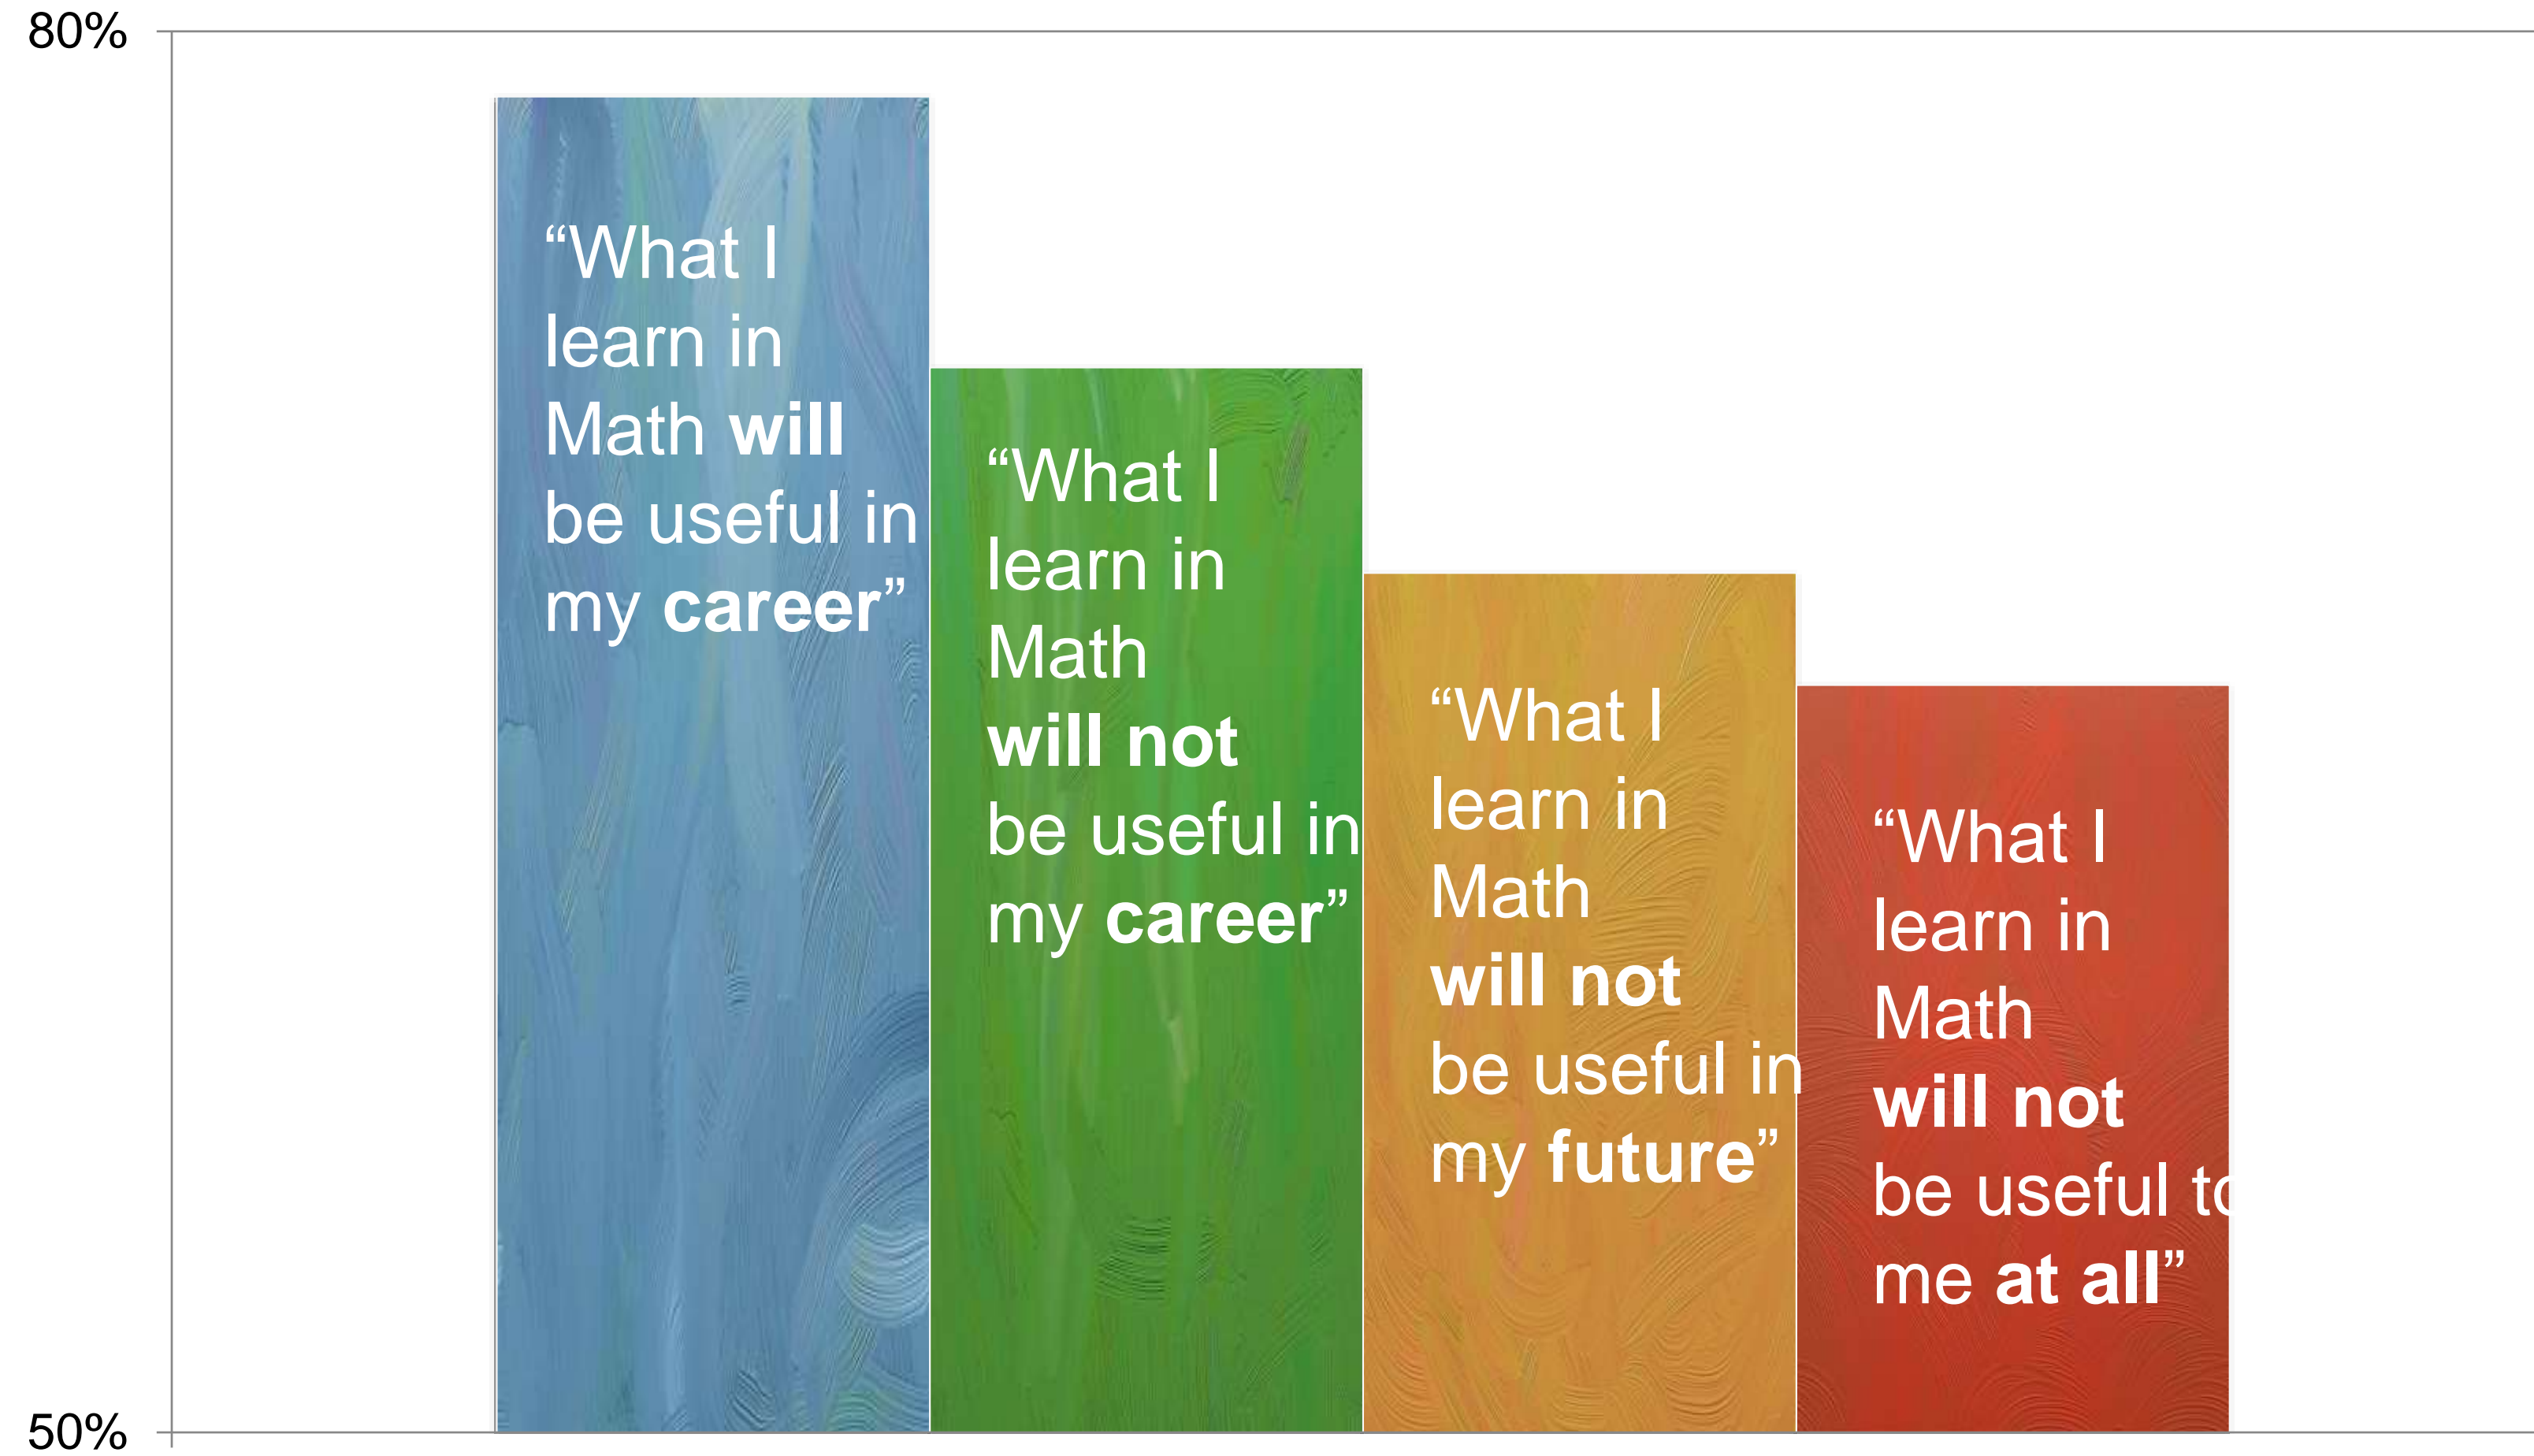 80%
“What I
learn in
Math will
be useful in
my career”
“What I
learn in
Math
will not
be useful in
my career”
“What I
learn in
Math
will not
be useful in
my future”
“What I
learn in
Math
will not
be useful to
me at all”
50%